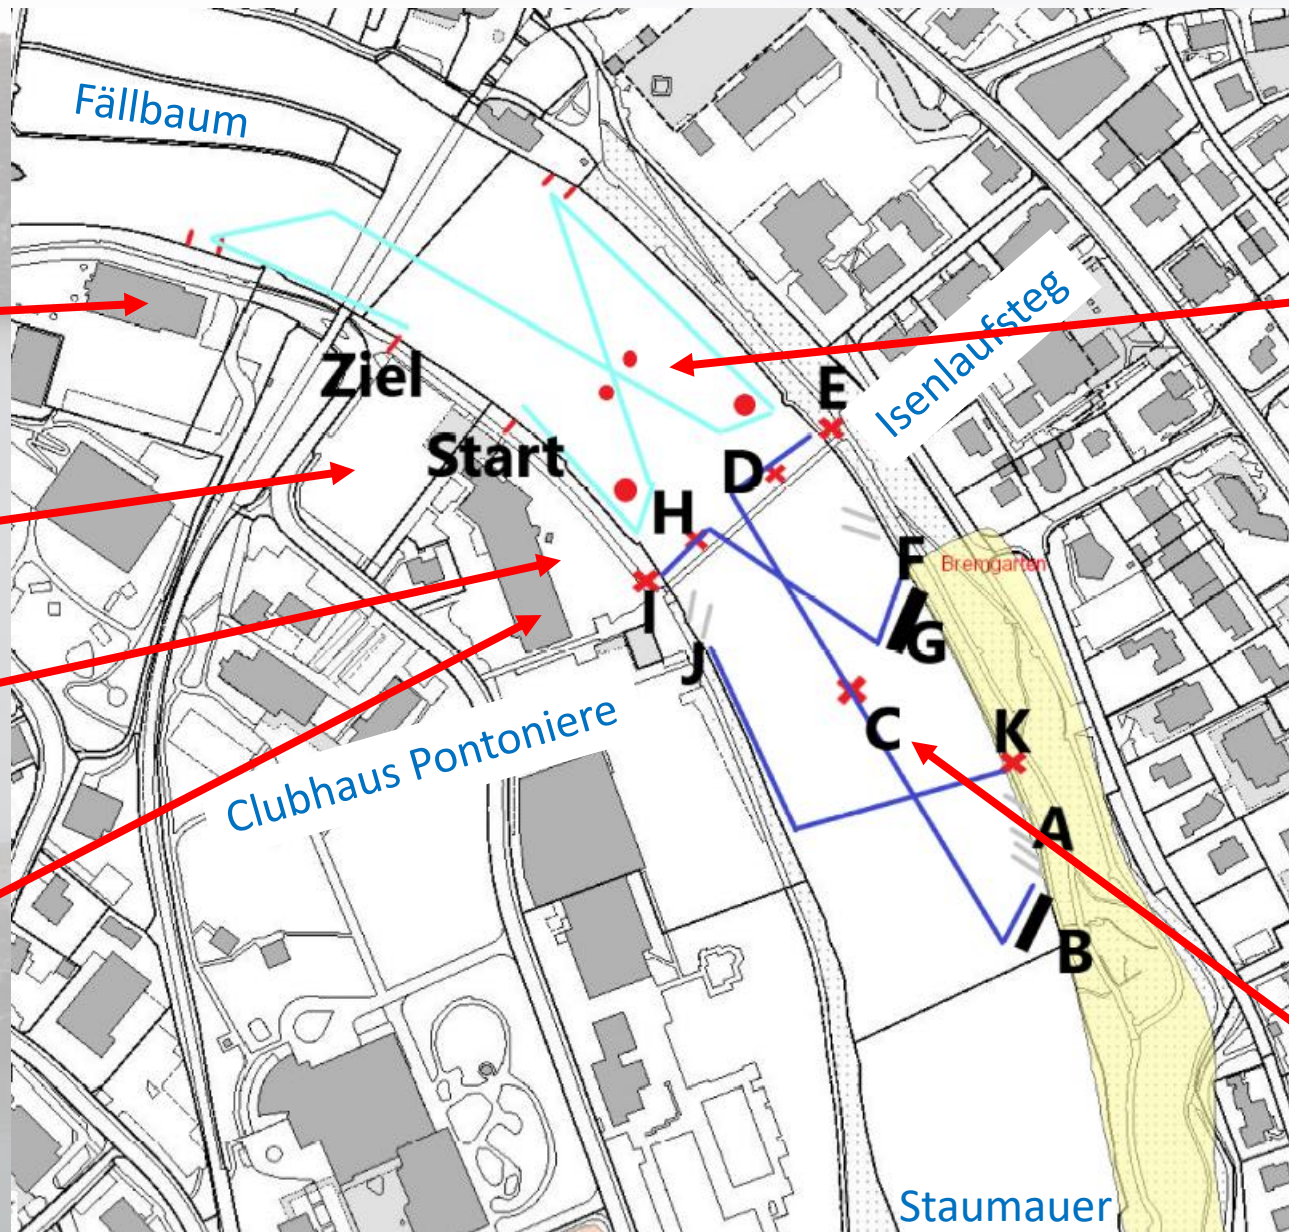 Fällbaum
Isenlaufsteg
Ziel
E
Start
D
H
F
Bremgarten
I
G
J
Clubhaus Pontoniere
C
K
A
B
Staumauer